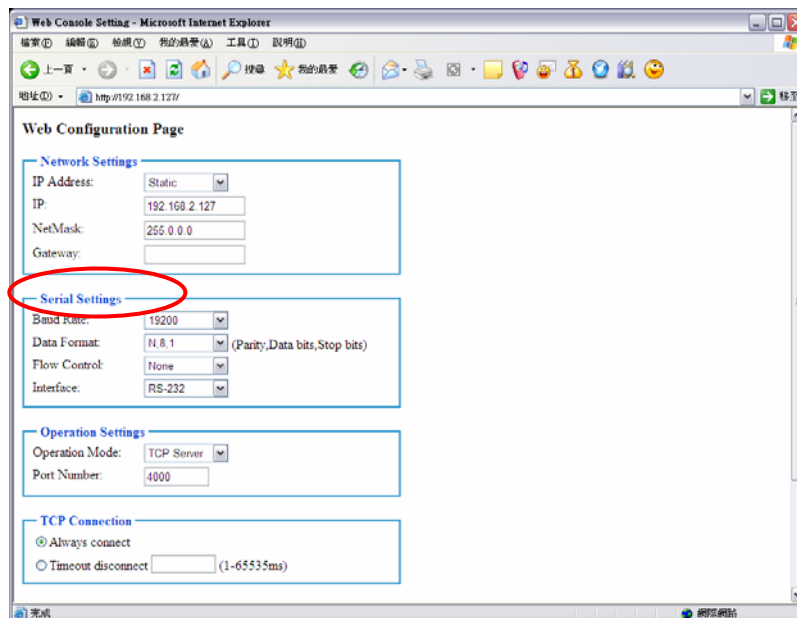 Web Console Setting - Microsoft Internet Explorer
檔案(F) 編輯(E) 檢視(V) 我的最愛(A) 工具(T) 說明(H)
上一頁 搜尋 我的最愛
網址(D) http://192.168.2.127/ 移至
Web Configuration Page
Network Settings
IP Address: Static
IP: 192.168.2.127
NetMask: 255.0.0.0
Gateway:
Serial Settings
Baud Rate: 19200
Data Format: N,8,1 (Parity,Data bits,Stop bits)
Flow Control: None
Interface: RS-232
Operation Settings
Operation Mode: TCP Server
Port Number: 4000
TCP Connection
Always connect
Timeout disconnect (1-65535ms)
完成 網際網路